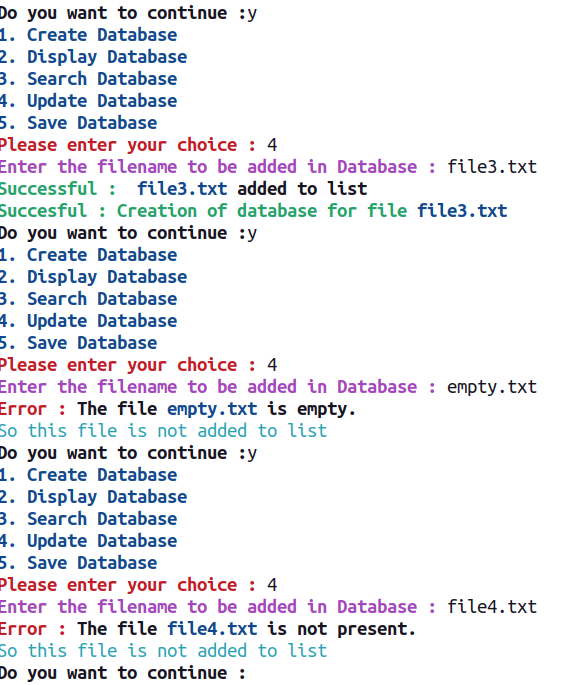 Do you want to continue :y
1. Create Database
2. Display Database
3. Search Database
4. Update Database
5. Save Database
Please enter your choice : 4
Enter the filename to be added in Database : file3.txt
Successful :  file3.txt added to list
Succesful : Creation of database for file file3.txt
Do you want to continue :y
1. Create Database
2. Display Database
3. Search Database
4. Update Database
5. Save Database
Please enter your choice : 4
Enter the filename to be added in Database : empty.txt
Error : The file empty.txt is empty.
So this file is not added to list
Do you want to continue :y
1. Create Database
2. Display Database
3. Search Database
4. Update Database
5. Save Database
Please enter your choice : 4
Enter the filename to be added in Database : file4.txt
Error : The file file4.txt is not present.
So this file is not added to list
Do you want to continue :